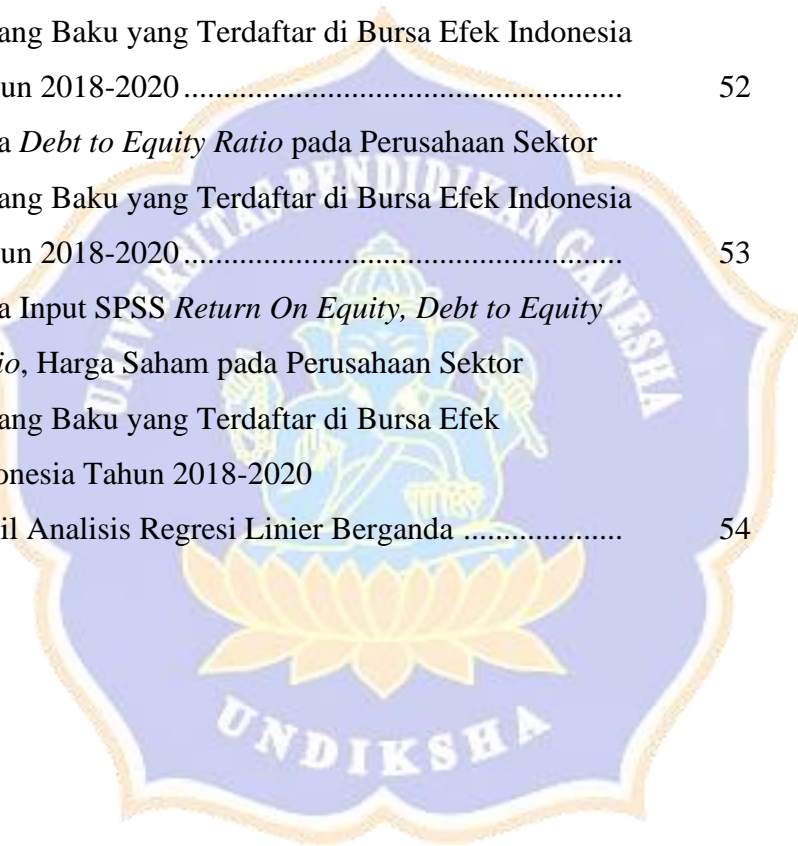 ang Baku yang Terdaftar di Bursa Efek Indonesia
un 2018-2020 ........................................................ 52
a Debt to Equity Ratio pada Perusahaan Sektor
ang Baku yang Terdaftar di Bursa Efek Indonesia
un 2018-2020 ........................................................ 53
a Input SPSS Return On Equity, Debt to Equity
io, Harga Saham pada Perusahaan Sektor
ang Baku yang Terdaftar di Bursa Efek
onesia Tahun 2018-2020
il Analisis Regresi Linier Berganda ................... 54
UNIVERSITAS PENDIDIKAN GANESHA
UNDIKSHA